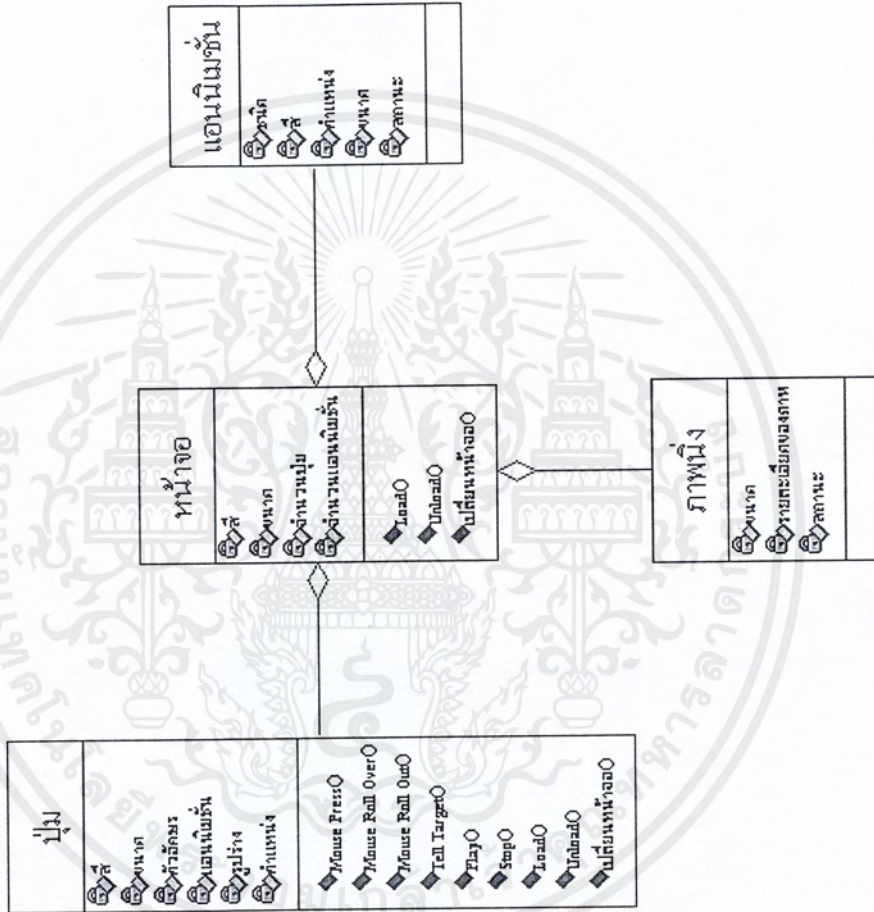 ปุ่ม
สี
ขนาด
ตัวอักษร
แอนนิเมชั่น
รูปร่าง
ตำแหน่ง
Mouse Press()
Mouse Roll Over()
Mouse Roll Out()
Tell Target()
Play()
Stop()
Load()
Unload()
เปลี่ยนหน้าจอ()
หน้าจอ
สี
ขนาด
จำนวนปุ่ม
จำนวนแอนนิเมชั่น
Load()
Unload()
เปลี่ยนหน้าจอ()
แอนนิเมชั่น
ชนิด
สี
ตำแหน่ง
ขนาด
สถานะ
ภาพนิ่ง
ขนาด
รายละเอียดของภาพ
สถานะ